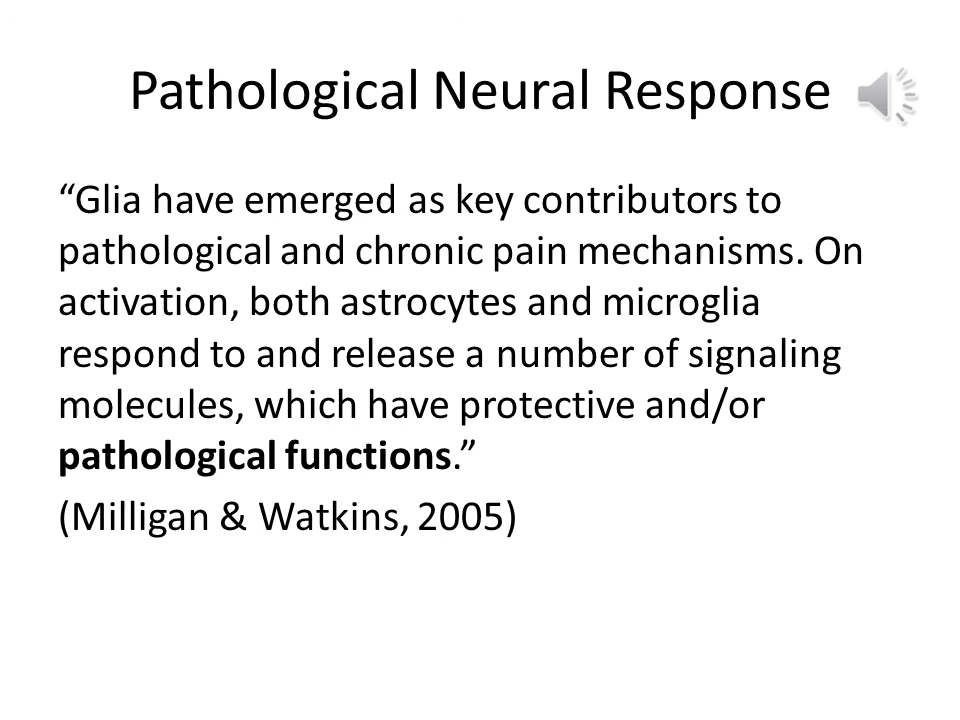 Pathological Neural Response
“Glia have emerged as key contributors to
pathological and chronic pain mechanisms. On
activation, both astrocytes and microglia
respond to and release a number of signaling
molecules, which have protective and/or
pathological functions.”
(Milligan & Watkins, 2005)